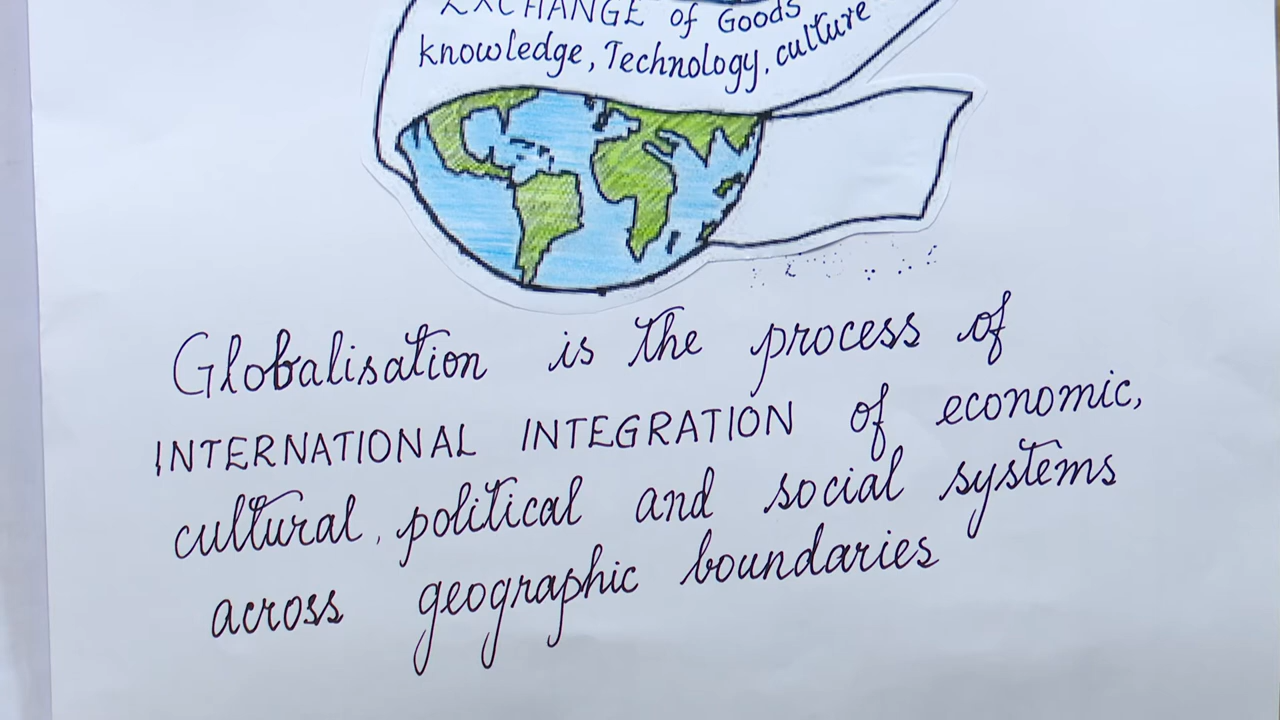 EXCHANGE of Goods
knowledge, Technology, culture
Globalisation is the process of
INTERNATIONAL INTEGRATION of economic,
cultural, political and social systems
across geographic boundaries